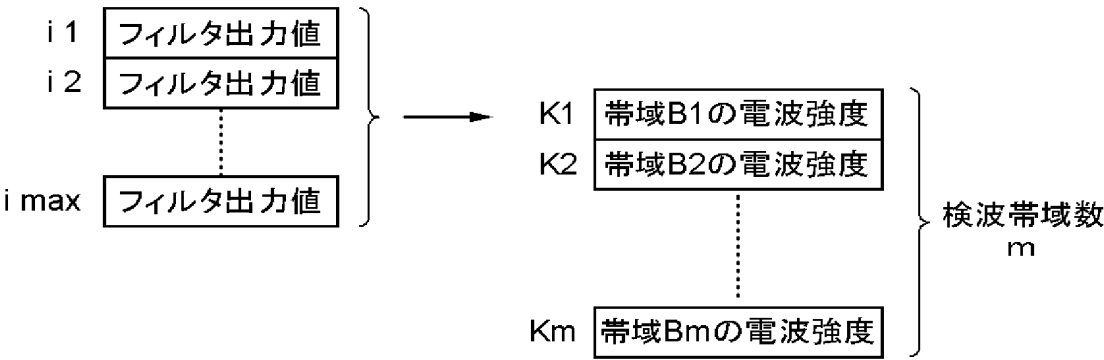 i 1 フィルタ出力値
i 2 フィルタ出力値
i max フィルタ出力値
K1 帯域B1の電波強度
K2 帯域B2の電波強度
Km 帯域Bmの電波強度
検波帯域数
m